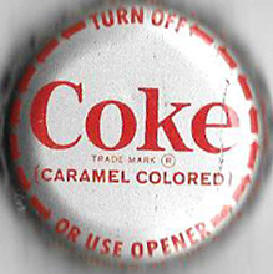 TURN OFF
Coke
TRADE MARK ®
(CARAMEL COLORED)
OR USE OPENER